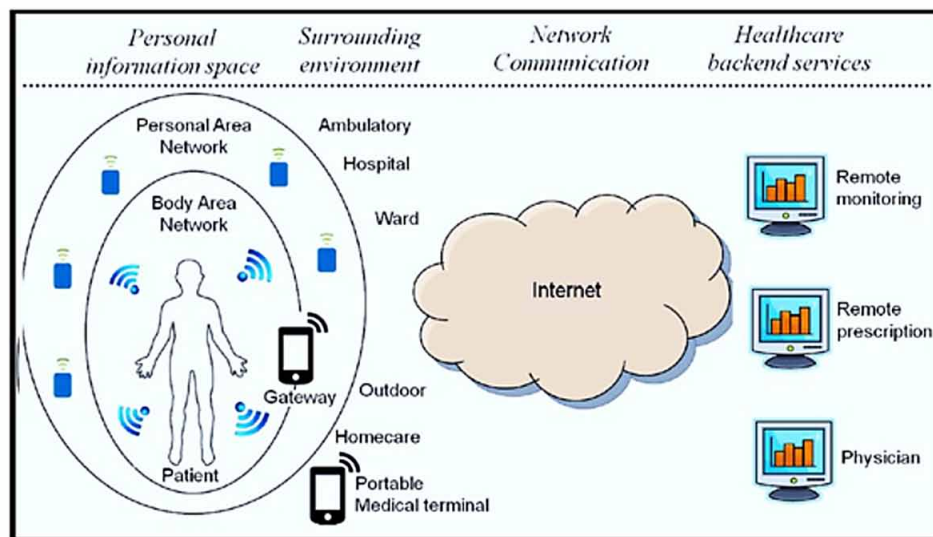 Personal
information space
Surrounding
environment
Network
Communication
Healthcare
backend services
Personal Area
Network
Body Area
Network
Patient
Gateway
Ambulatory
Hospital
Ward
Outdoor
Homecare
Portable
Medical terminal
Internet
Remote
monitoring
Remote
prescription
Physician